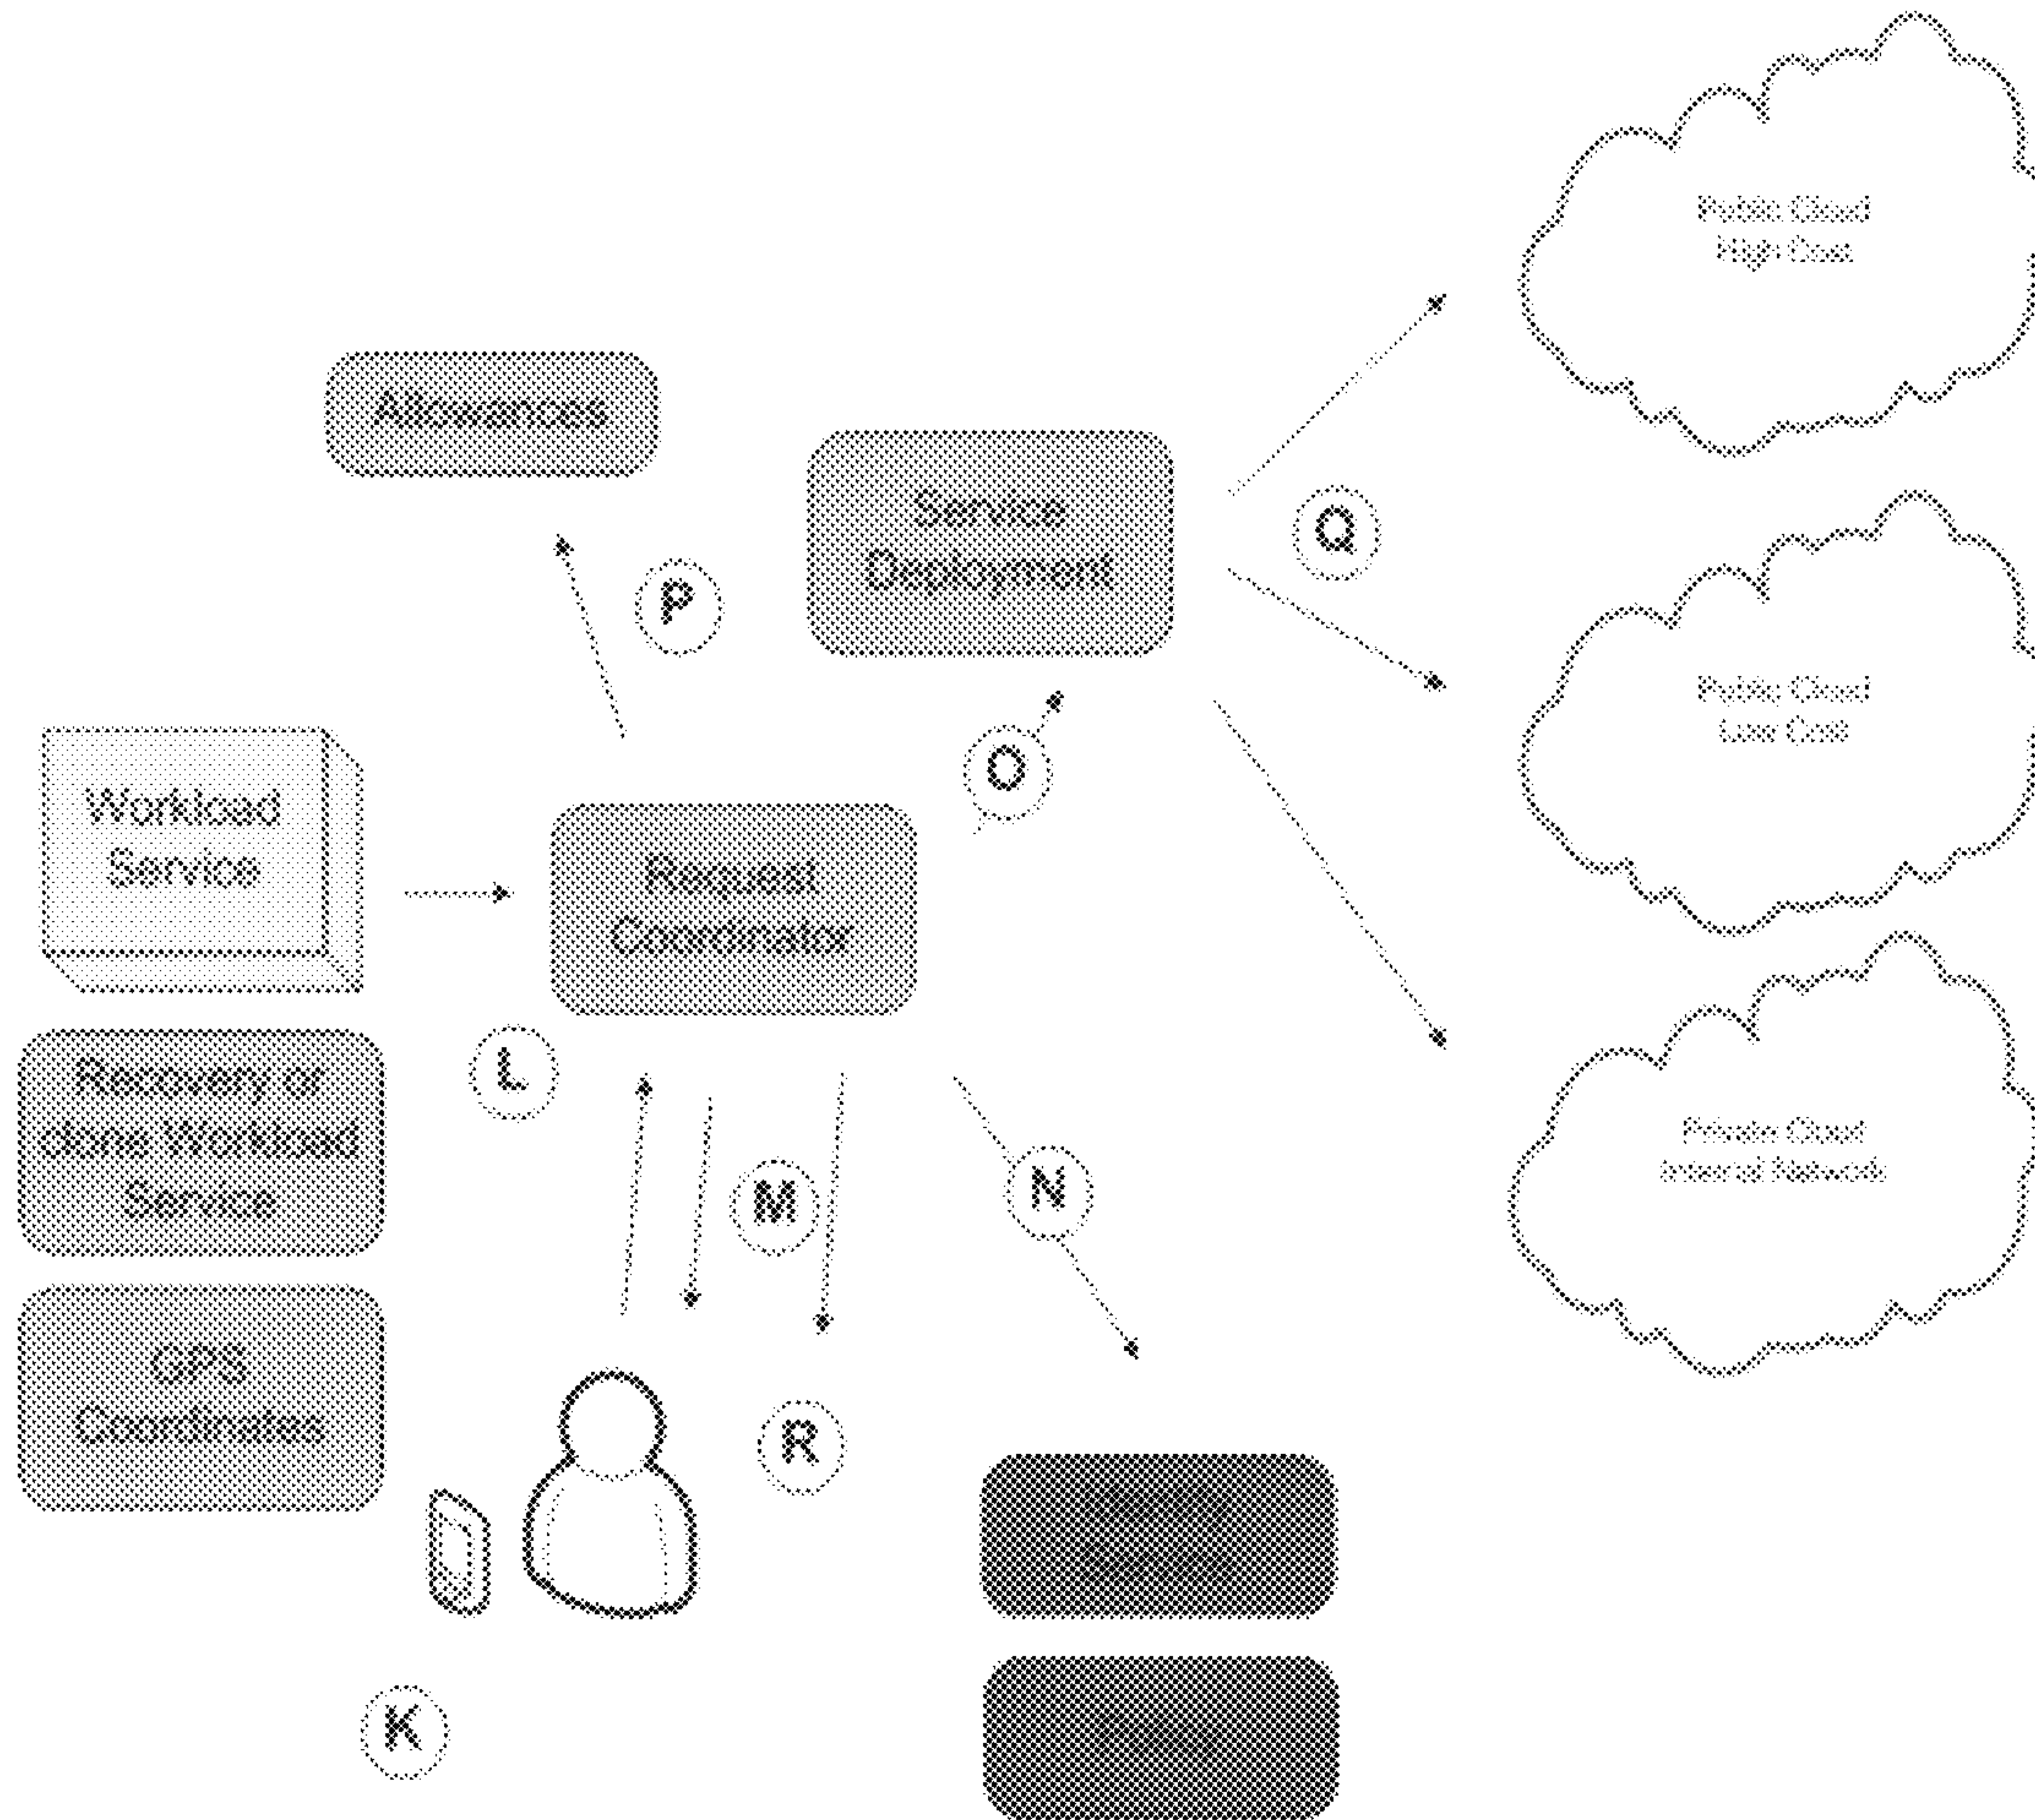 Public Cloud
High Cost
Allowances
Service
Deployment
Q
P
Public Cloud
Low Cost
O
Workload
Service
Request
Coordinator
L
Recovery of
Workload
Service
M
N
Private Cloud
Internal Network
GPS
Coordinates
R
K